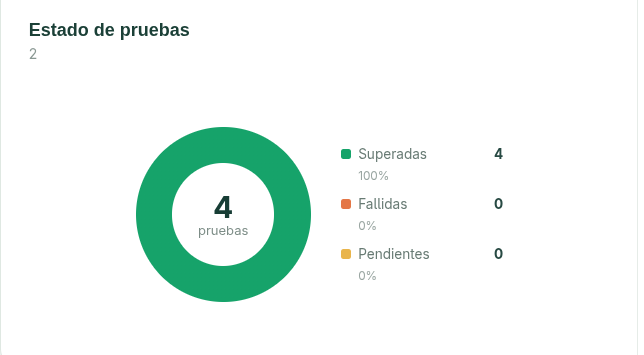 Estado de pruebas
2
4
pruebas
Superadas 4
100%
Fallidas 0
0%
Pendientes 0
0%